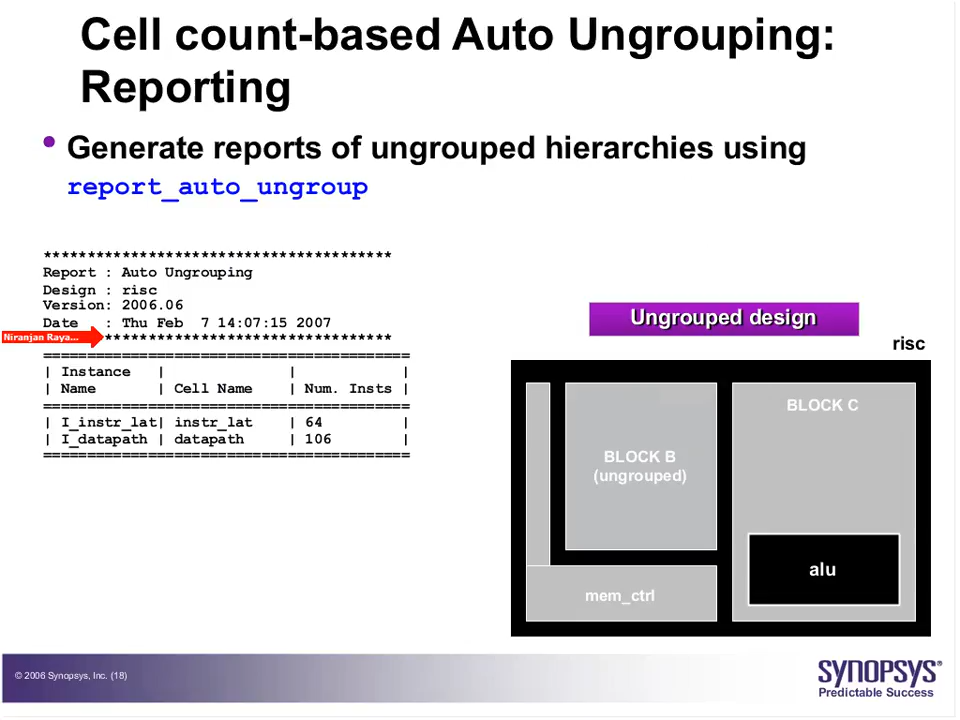 Cell count-based Auto Ungrouping:
Reporting
• Generate reports of ungrouped hierarchies using
report_auto_ungroup
****************************************
Report : Auto Ungrouping
Design : risc
Version: 2006.06
Date   : Thu Feb  7 14:07:15 2007
Niranjan Raya...
*********************************
==========================================
| Instance   |              |            |
| Name       | Cell Name    | Num. Insts |
==========================================
| I_instr_lat| instr_lat    | 64         |
| I_datapath | datapath     | 106        |
==========================================
Ungrouped design
risc
BLOCK C
BLOCK B
(ungrouped)
alu
mem_ctrl
© 2006 Synopsys, Inc. (18)
SYNOPSYS®
Predictable Success